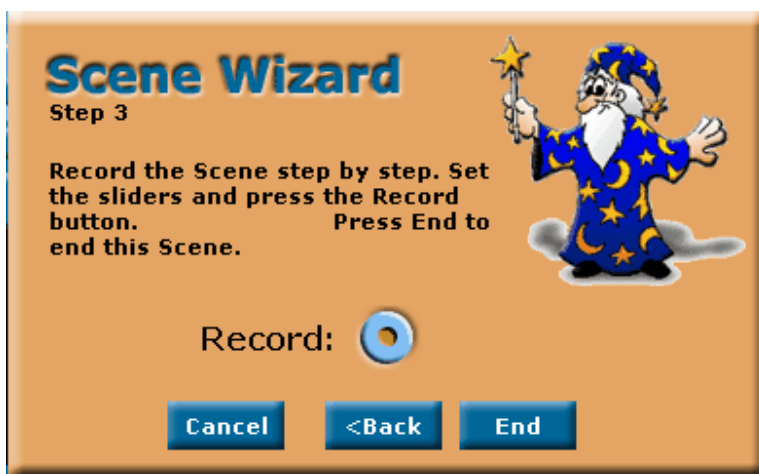 Scene Wizard
Step 3
Record the Scene step by step. Set
the sliders and press the Record
button. Press End to
end this Scene.
Record:
Cancel <Back End